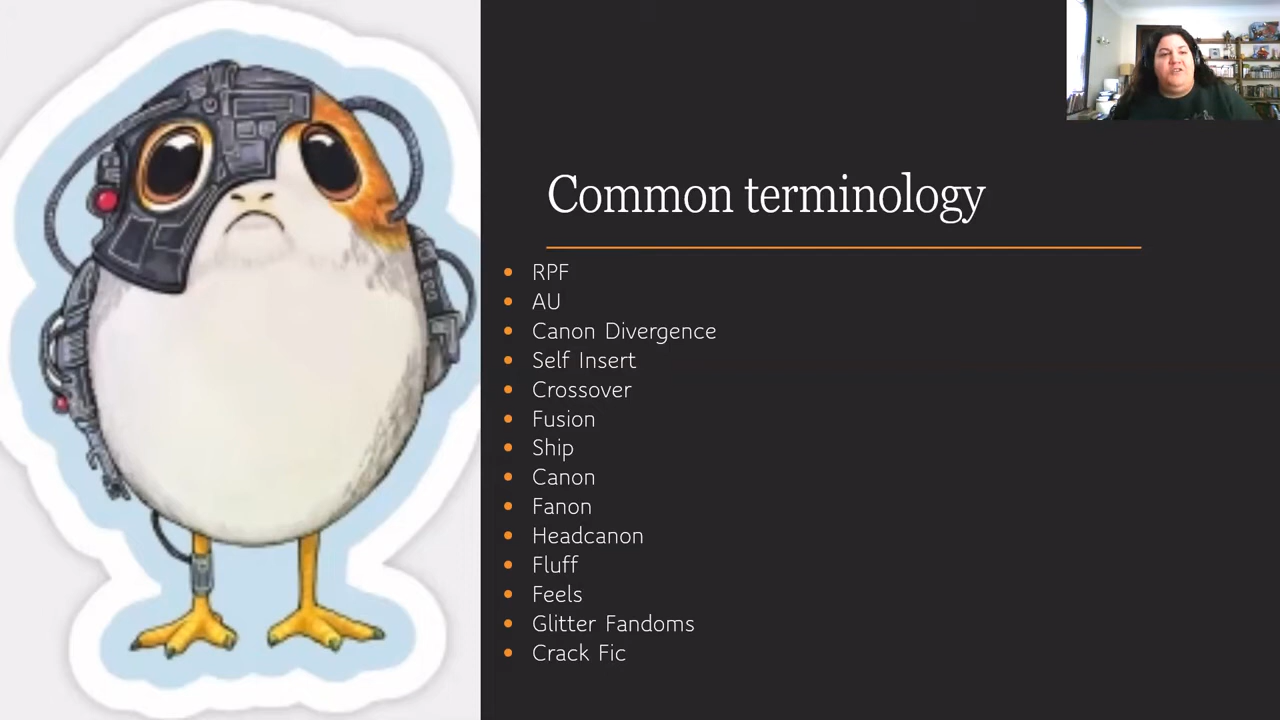 Common terminology
RPF
AU
Canon Divergence
Self Insert
Crossover
Fusion
Ship
Canon
Fanon
Headcanon
Fluff
Feels
Glitter Fandoms
Crack Fic